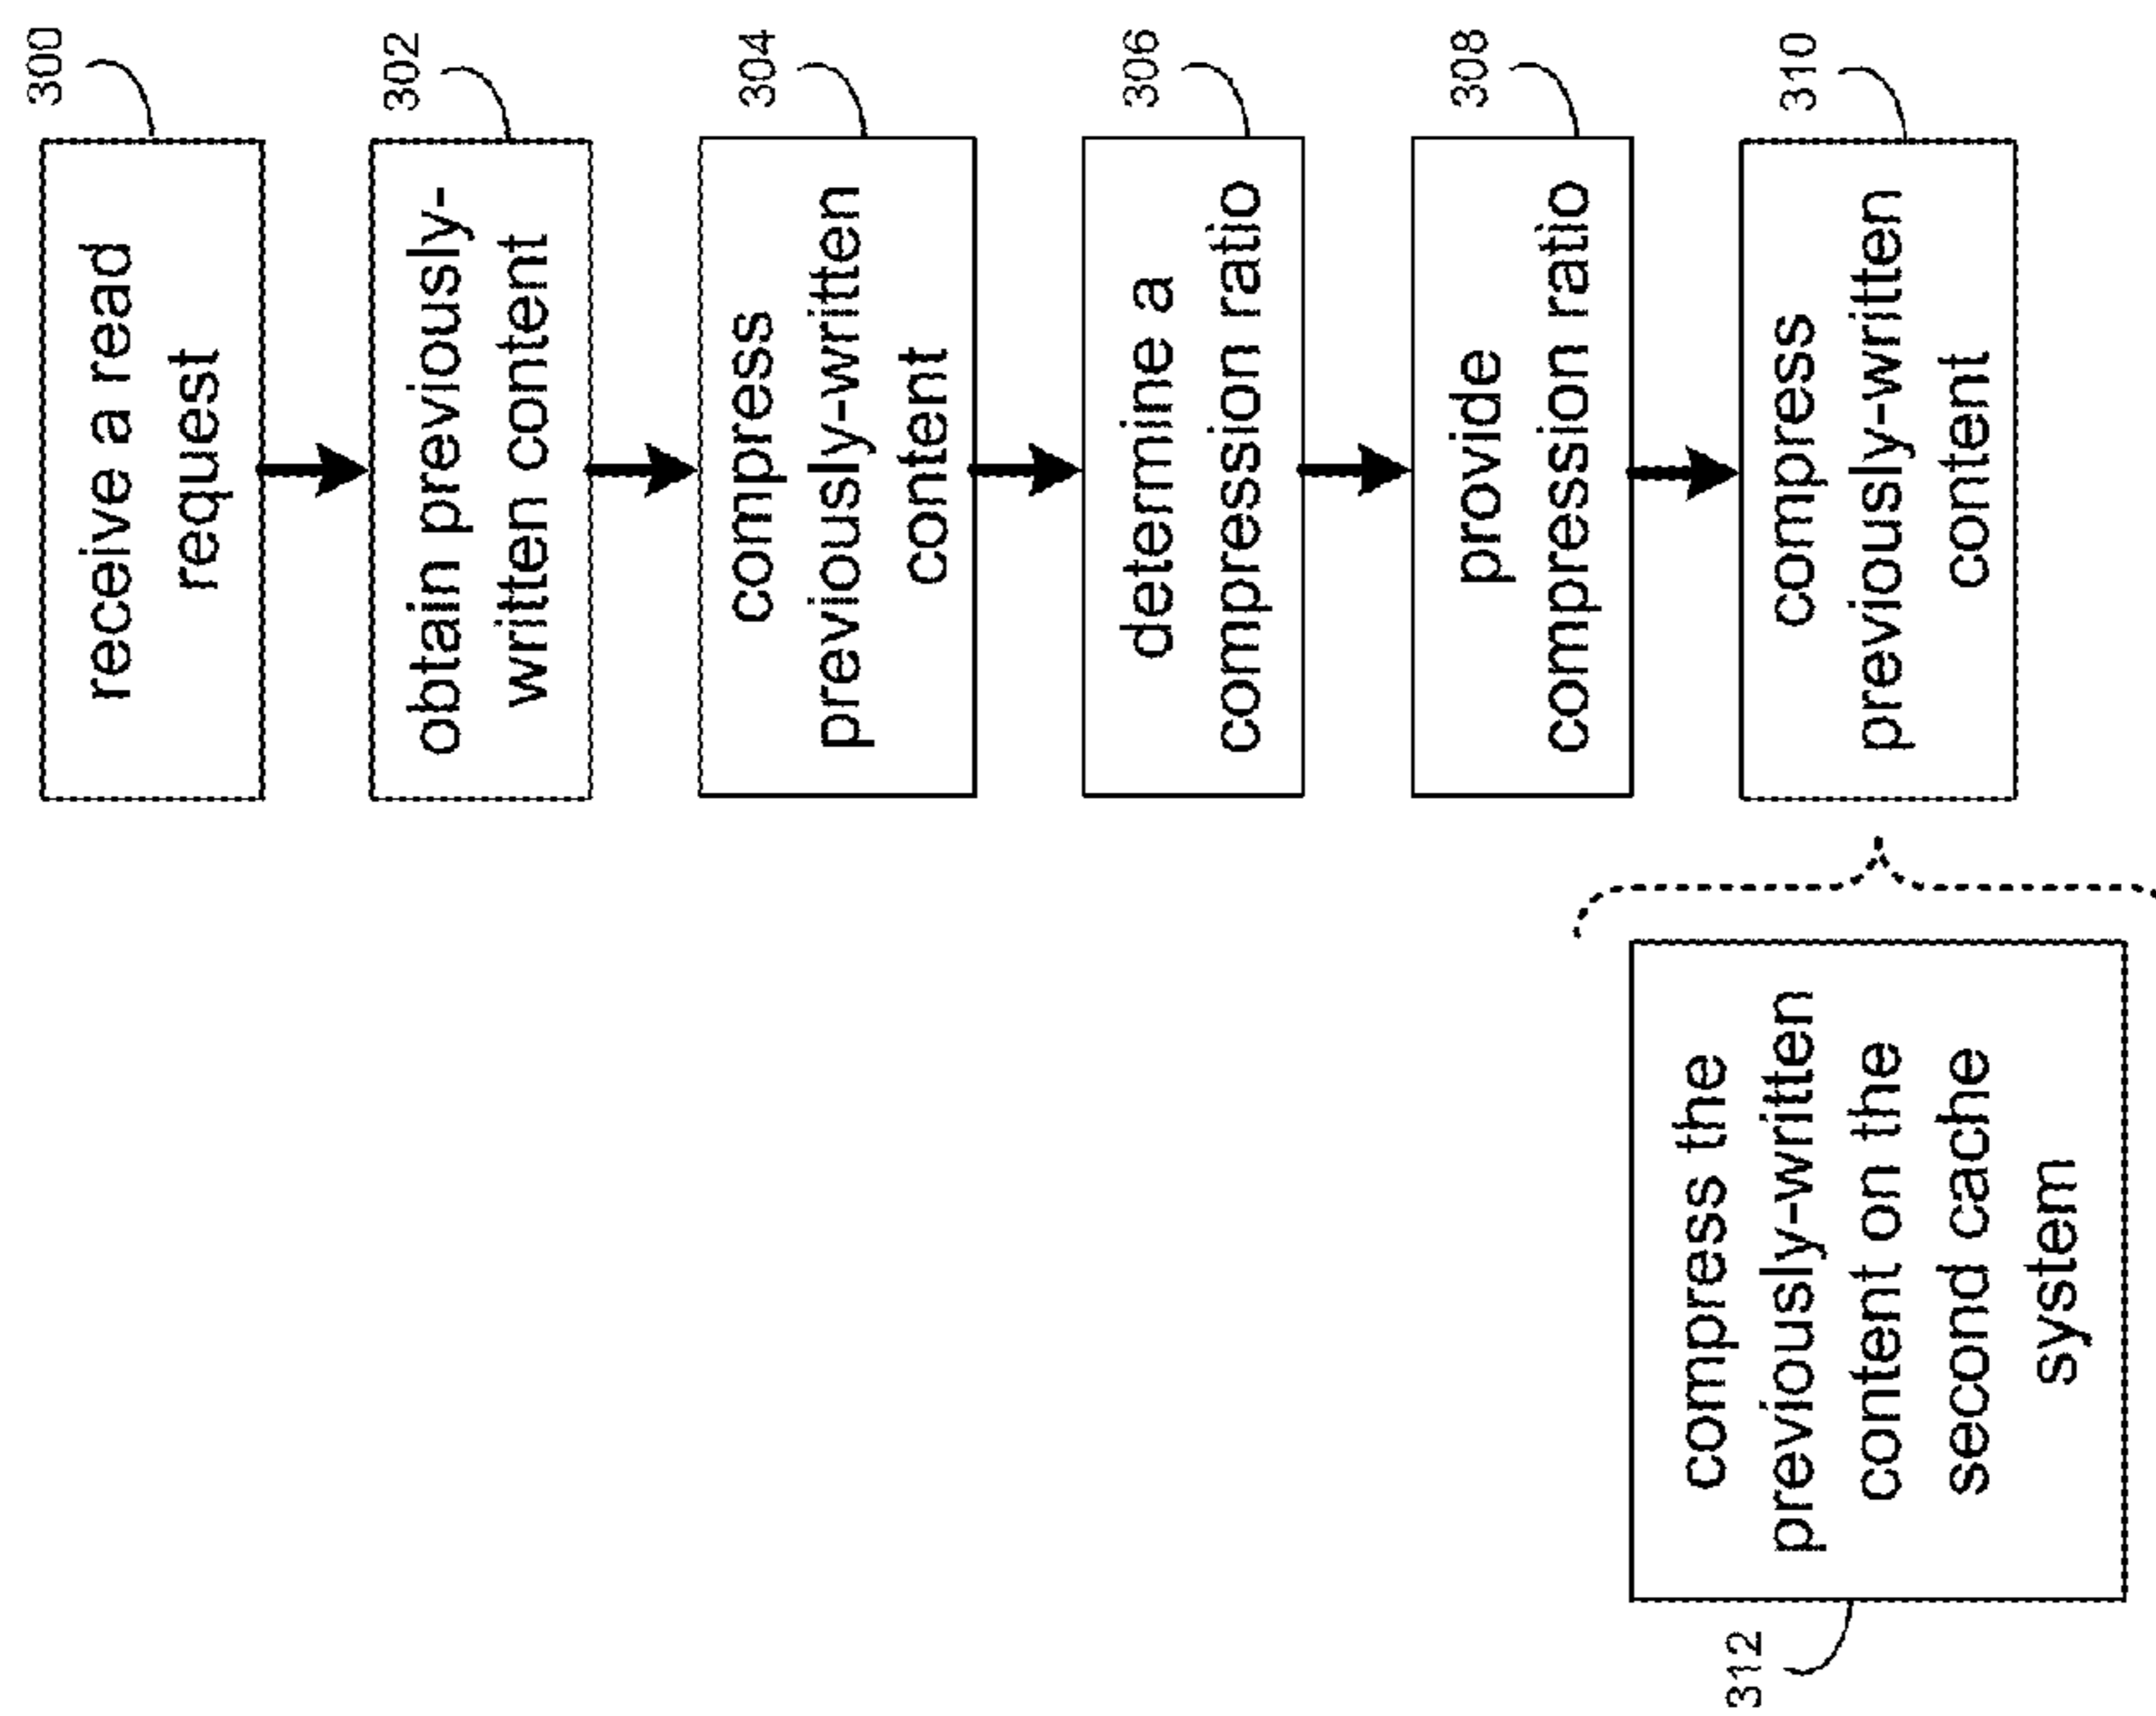 300
receive a read
request
302
obtain previously-
written content
304
compress
previously-written
content
306
determine a
compression ratio
308
provide
compression ratio
310
compress
previously-written
content
312
compress the
previously-written
content on the
second cache
system